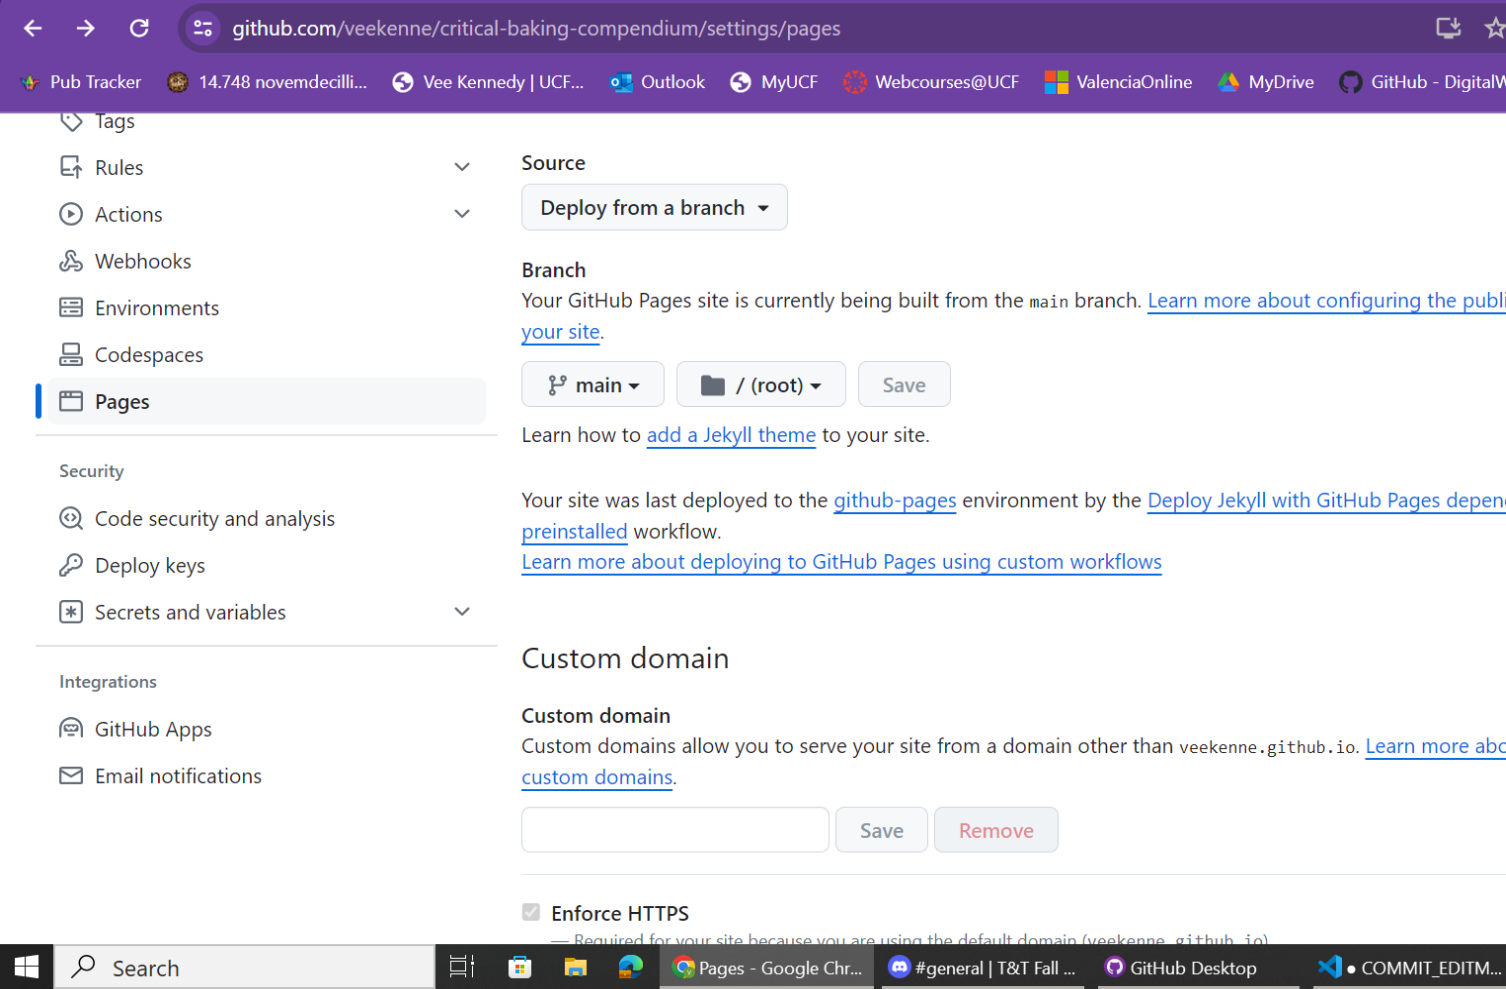 github.com/veekenne/critical-baking-compendium/settings/pages
Pub Tracker
14.748 novemdecilli...
Vee Kennedy | UCF...
Outlook
MyUCF
Webcourses@UCF
ValenciaOnline
MyDrive
GitHub - DigitalW
Tags
Rules
Actions
Webhooks
Environments
Codespaces
Pages
Security
Code security and analysis
Deploy keys
Secrets and variables
Integrations
GitHub Apps
Email notifications
Source
Deploy from a branch
Branch
Your GitHub Pages site is currently being built from the main branch. Learn more about configuring the publi
your site.
main
/ (root)
Save
Learn how to add a Jekyll theme to your site.
Your site was last deployed to the github-pages environment by the Deploy Jekyll with GitHub Pages depen
preinstalled workflow.
Learn more about deploying to GitHub Pages using custom workflows
Custom domain
Custom domain
Custom domains allow you to serve your site from a domain other than veekenne.github.io. Learn more abo
custom domains.
Save
Remove
Enforce HTTPS
— Required for your site because you are using the default domain (veekenne.github.io)
Search
Pages - Google Chr...
#general | T&T Fall ...
GitHub Desktop
● COMMIT_EDITM...